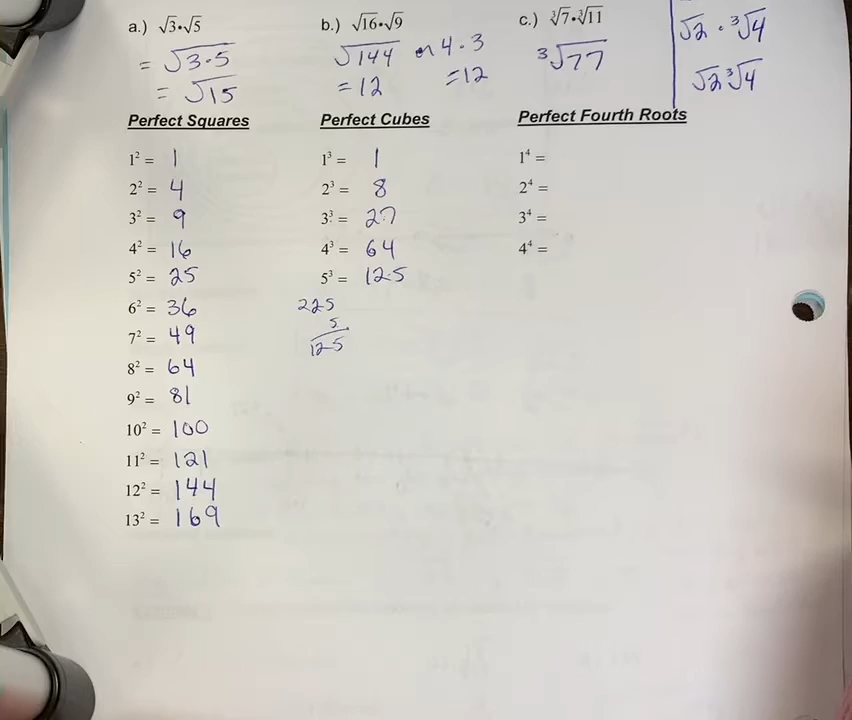 a.) √3•√5
= √3·5
= √15
b.) √16•√9
√144 or 4·3
= 12 = 12
c.) ∛7•∛11
∛77
√2 · ∛4
√2 ∛4
Perfect Squares
1² = 1
2² = 4
3² = 9
4² = 16
5² = 25
6² = 36
7² = 49
8² = 64
9² = 81
10² = 100
11² = 121
12² = 144
13² = 169
Perfect Cubes
1³ = 1
2³ = 8
3³ = 27
4³ = 64
5³ = 125
225
5
125
Perfect Fourth Roots
1⁴ =
2⁴ =
3⁴ =
4⁴ =